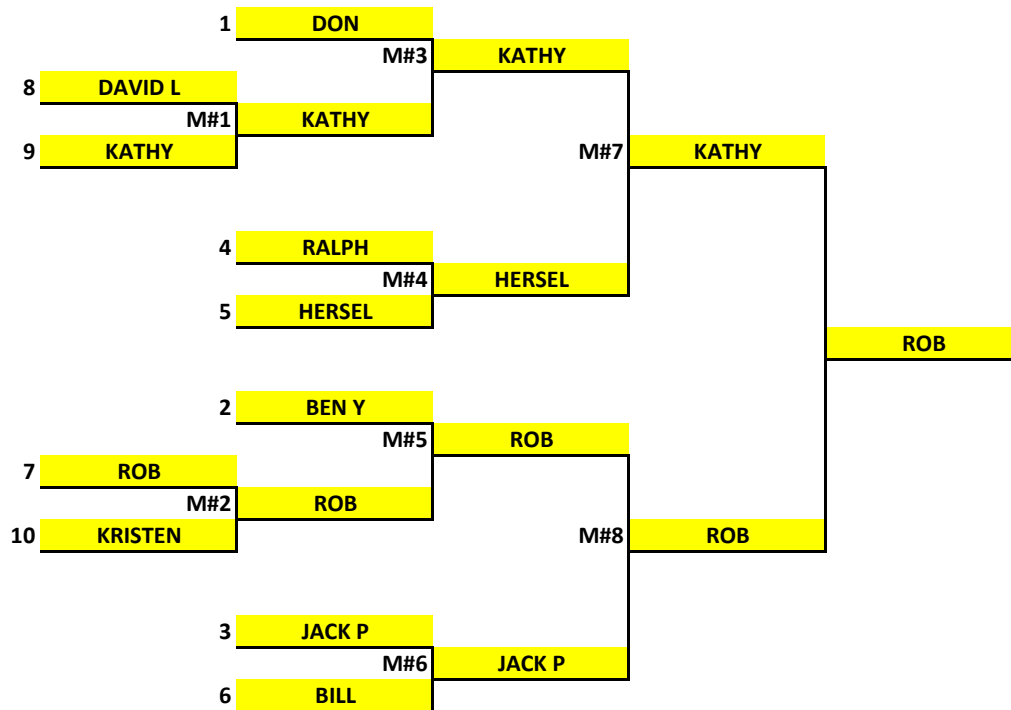 1 DON
M#3 KATHY
8 DAVID L
M#1 KATHY
9 KATHY
M#7 KATHY
4 RALPH
M#4 HERSEL
5 HERSEL
ROB
2 BEN Y
M#5 ROB
7 ROB
M#2 ROB
10 KRISTEN
M#8 ROB
3 JACK P
M#6 JACK P
6 BILL